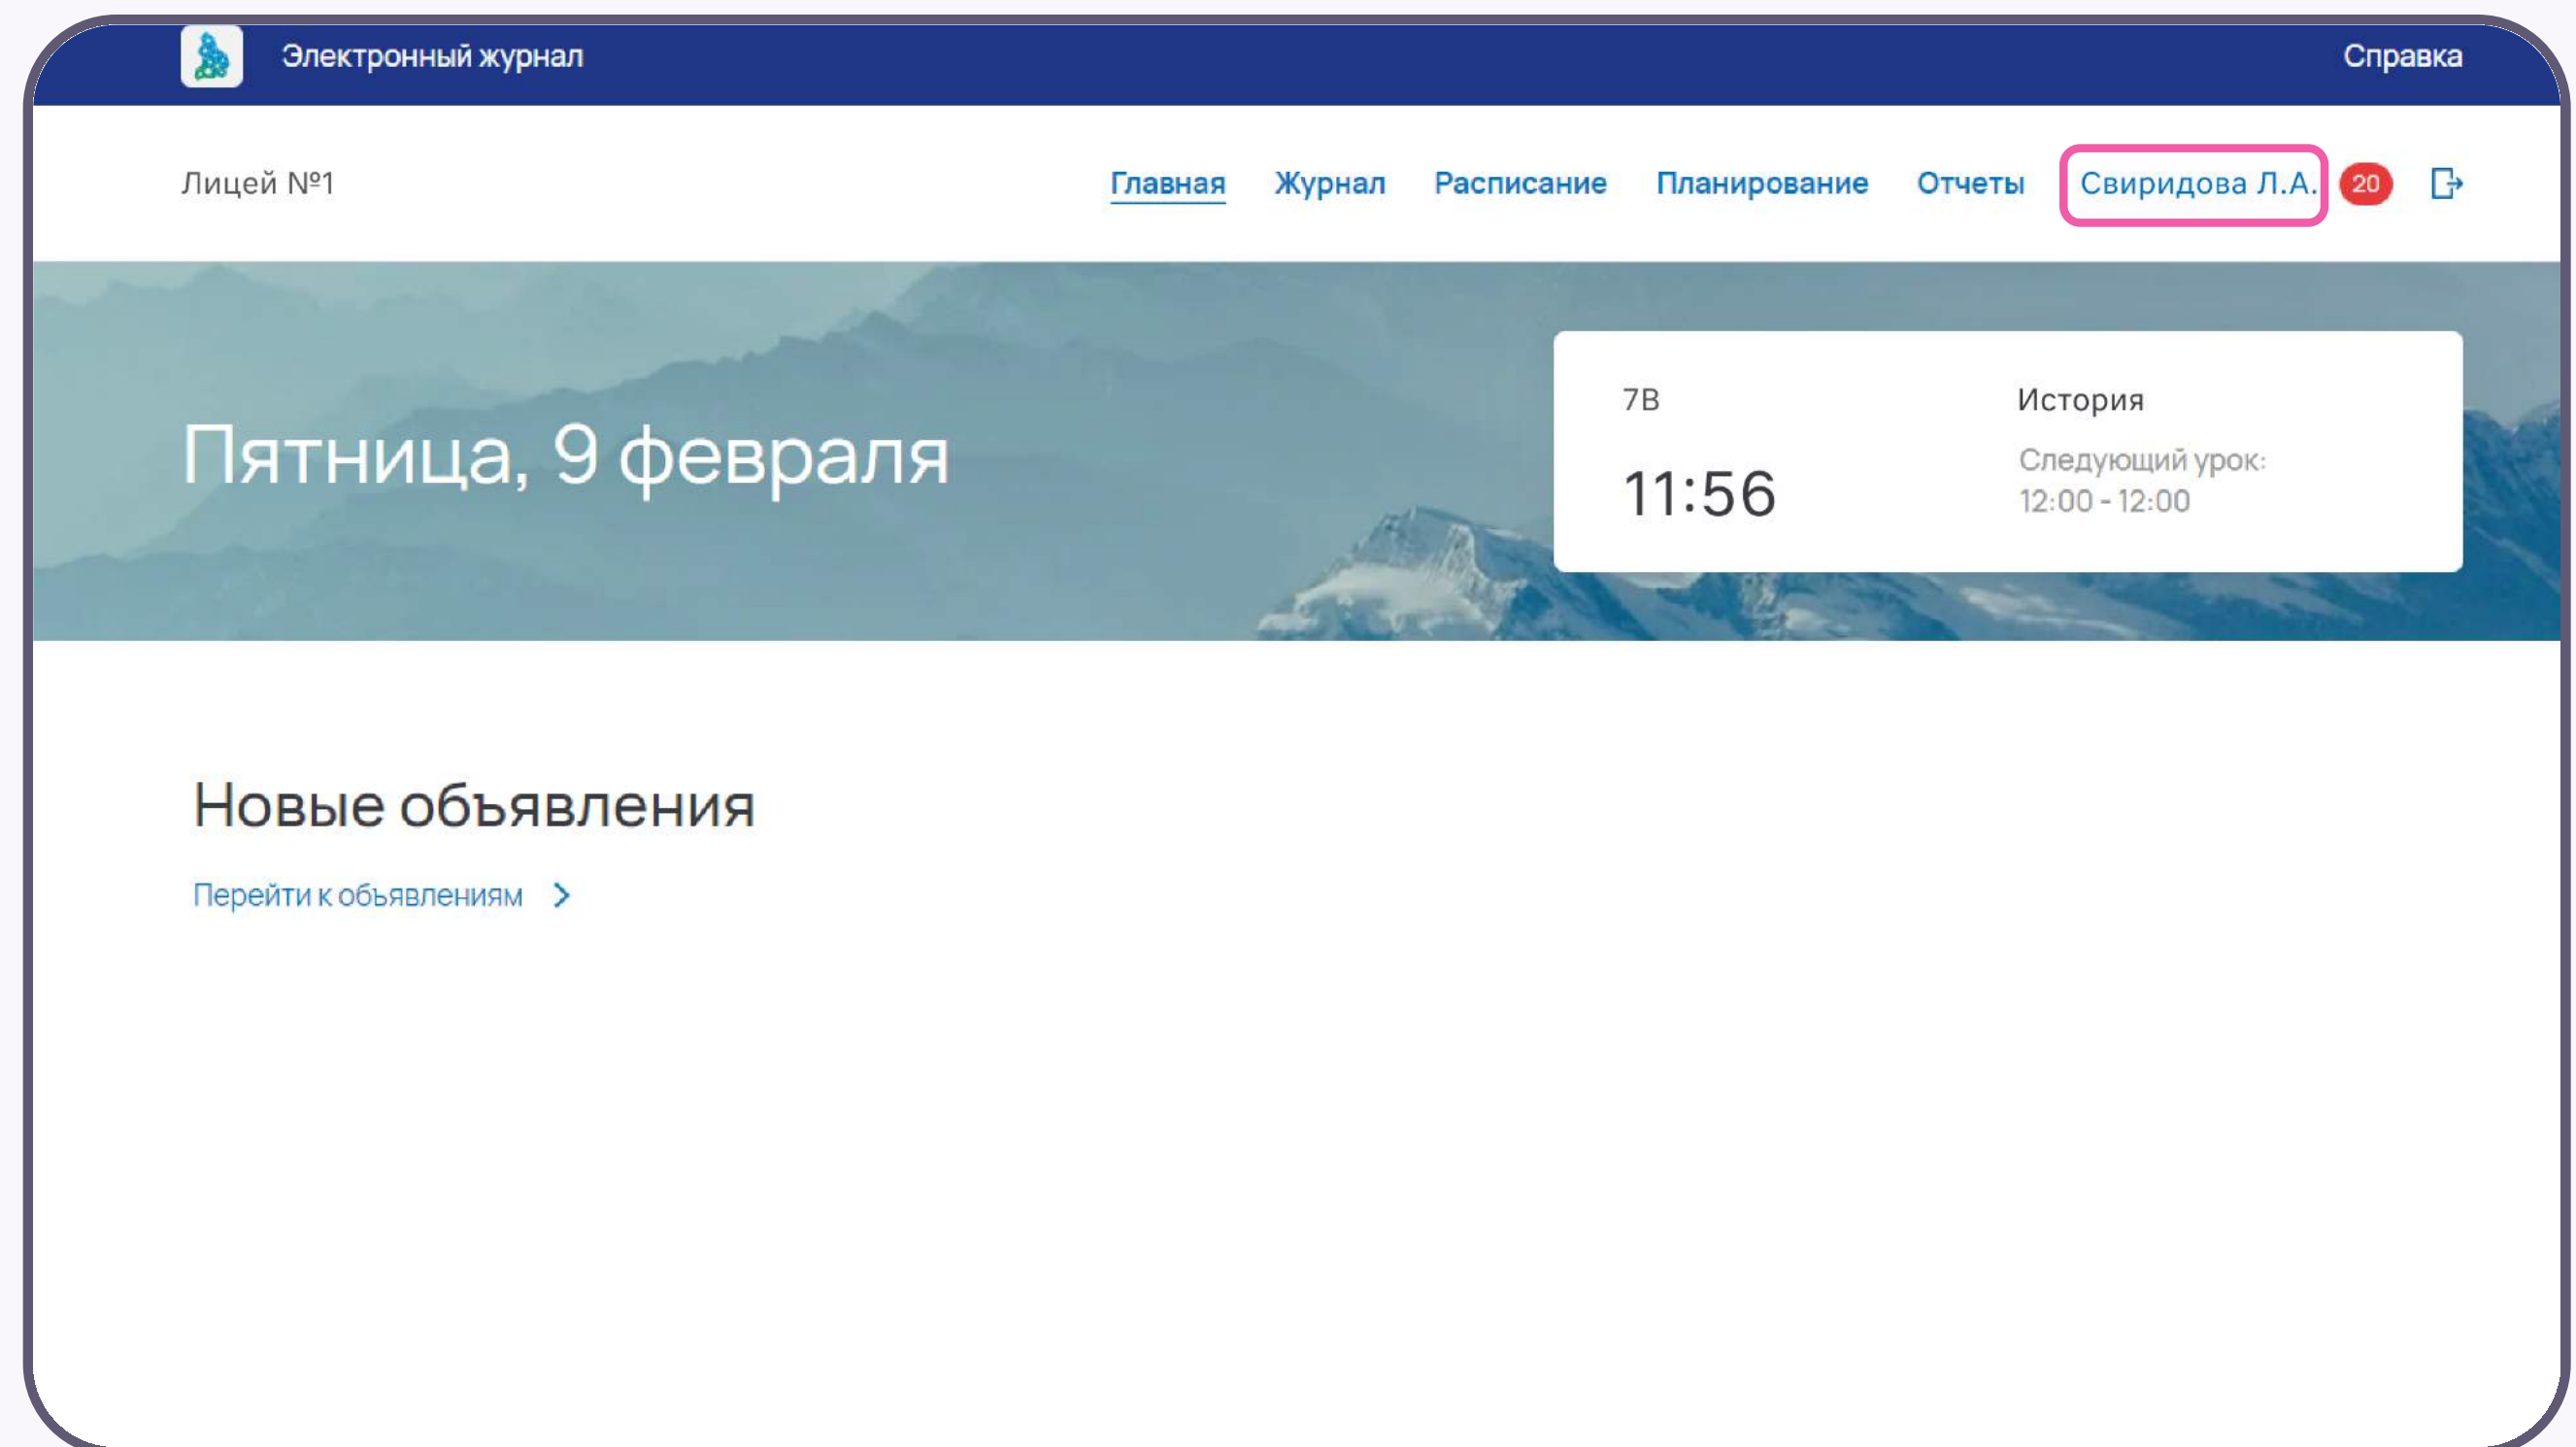 Электронный журнал
Справка
Лицей №1
Главная Журнал Расписание Планирование Отчеты Свиридова Л.А. 20
Пятница, 9 февраля
7В
История
11:56
Следующий урок:
12:00 - 12:00
Новые объявления
Перейти к объявлениям